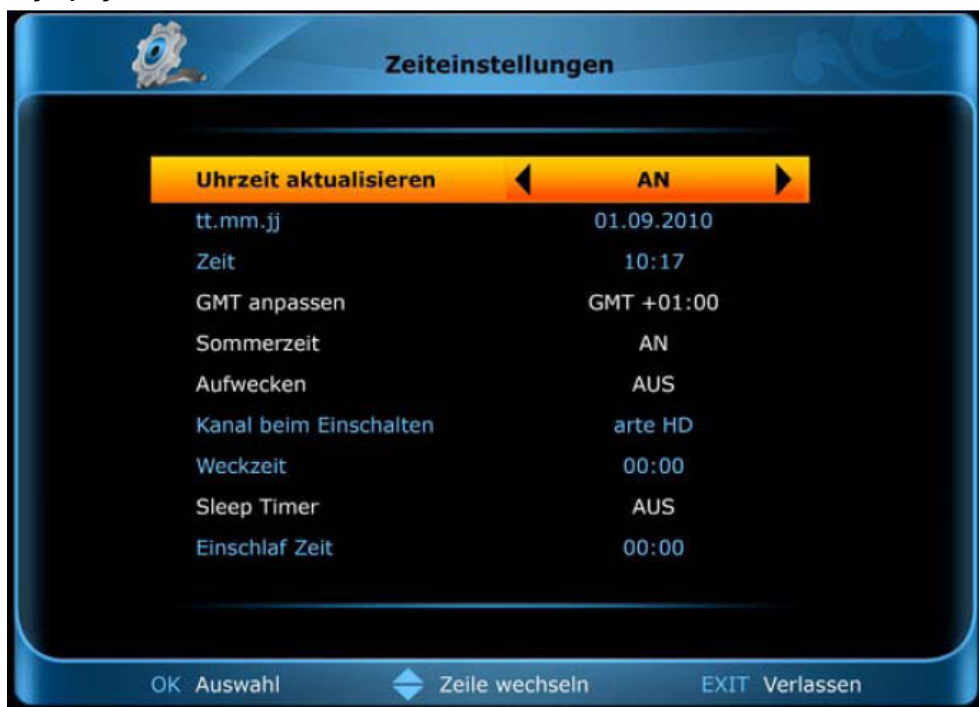 Zeiteinstellungen
Uhrzeit aktualisieren AN
tt.mm.jj 01.09.2010
Zeit 10:17
GMT anpassen GMT +01:00
Sommerzeit AN
Aufwecken AUS
Kanal beim Einschalten arte HD
Weckzeit 00:00
Sleep Timer AUS
Einschlaf Zeit 00:00
OK Auswahl Zeile wechseln EXIT Verlassen